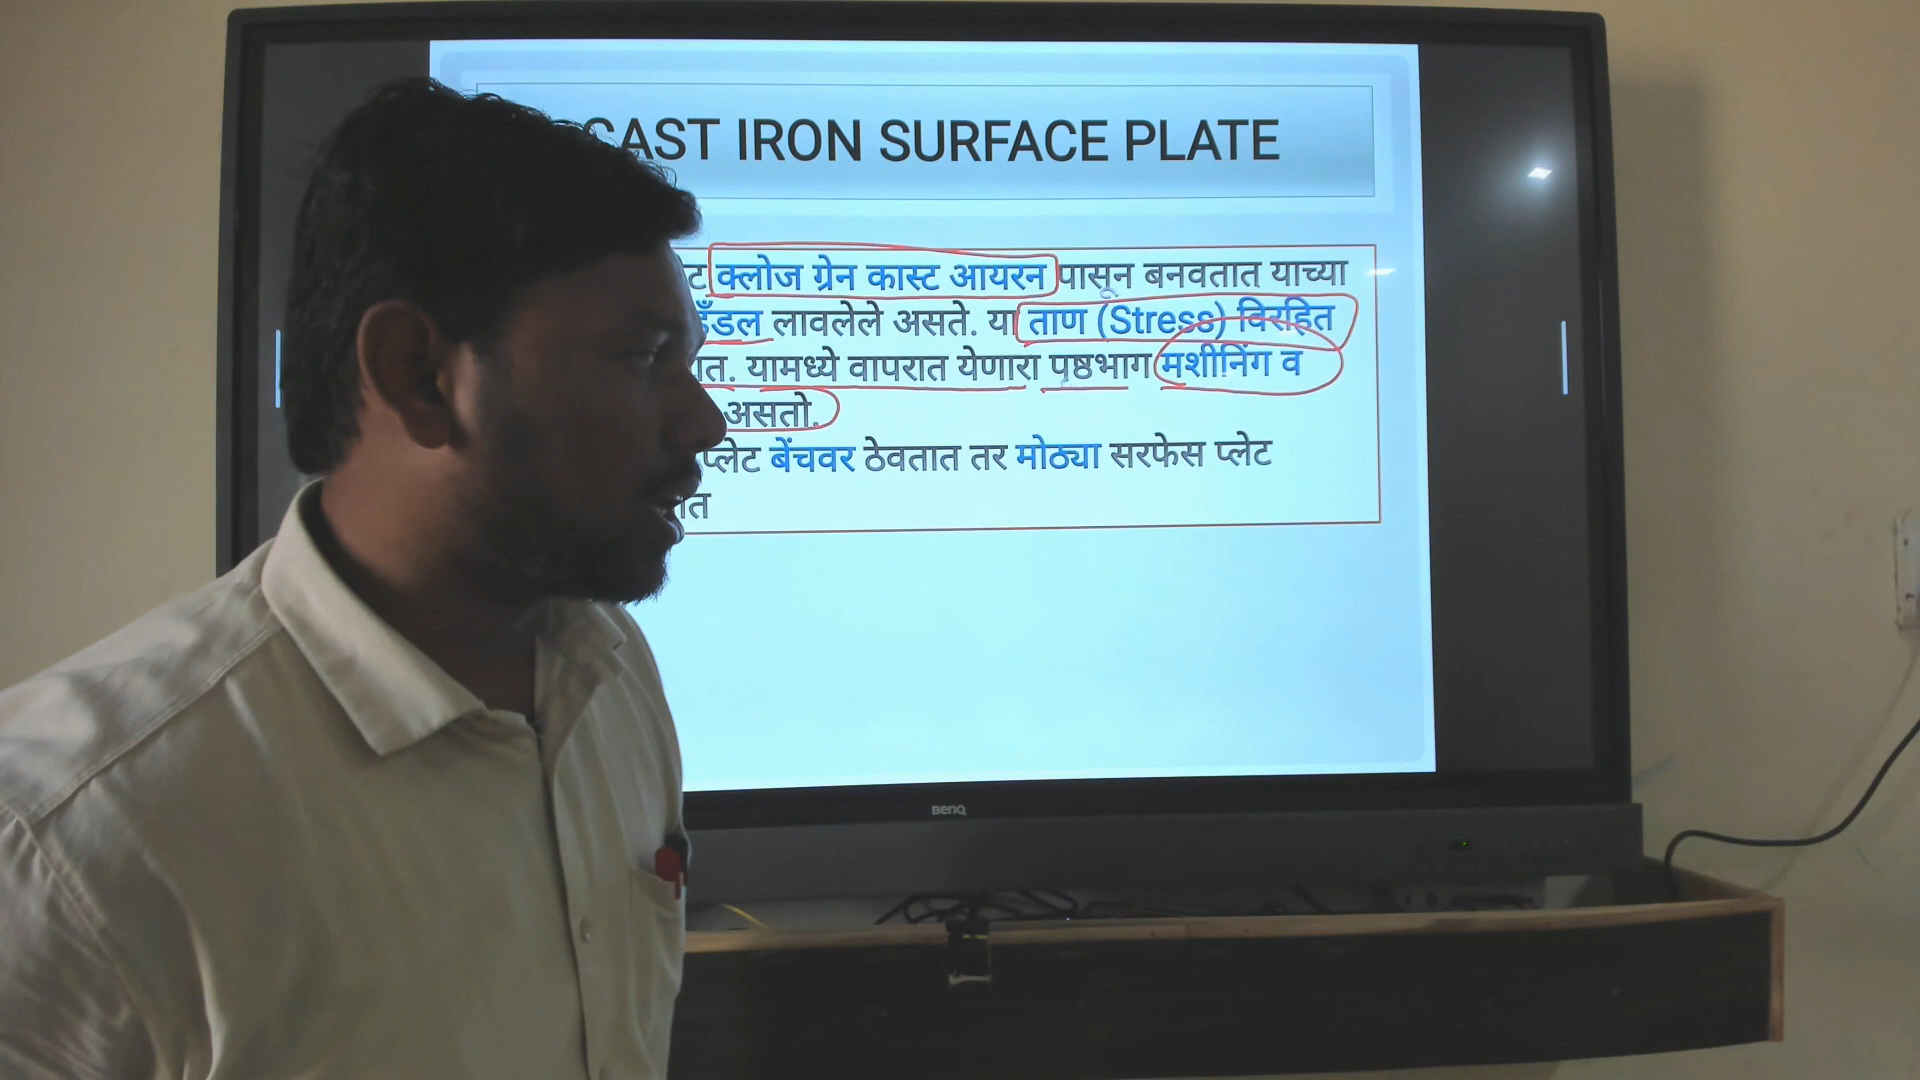 CAST IRON SURFACE PLATE
क्लोज ग्रेन कास्ट आयरन पासून बनवतात याच्या
हँडल लावलेले असते. या ताण (Stress) विरहित
यामध्ये वापरात येणारा पृष्ठभाग मशीनिंग व
असतो.
प्लेट बेंचवर ठेवतात तर मोठ्या सरफेस प्लेट
BenQ